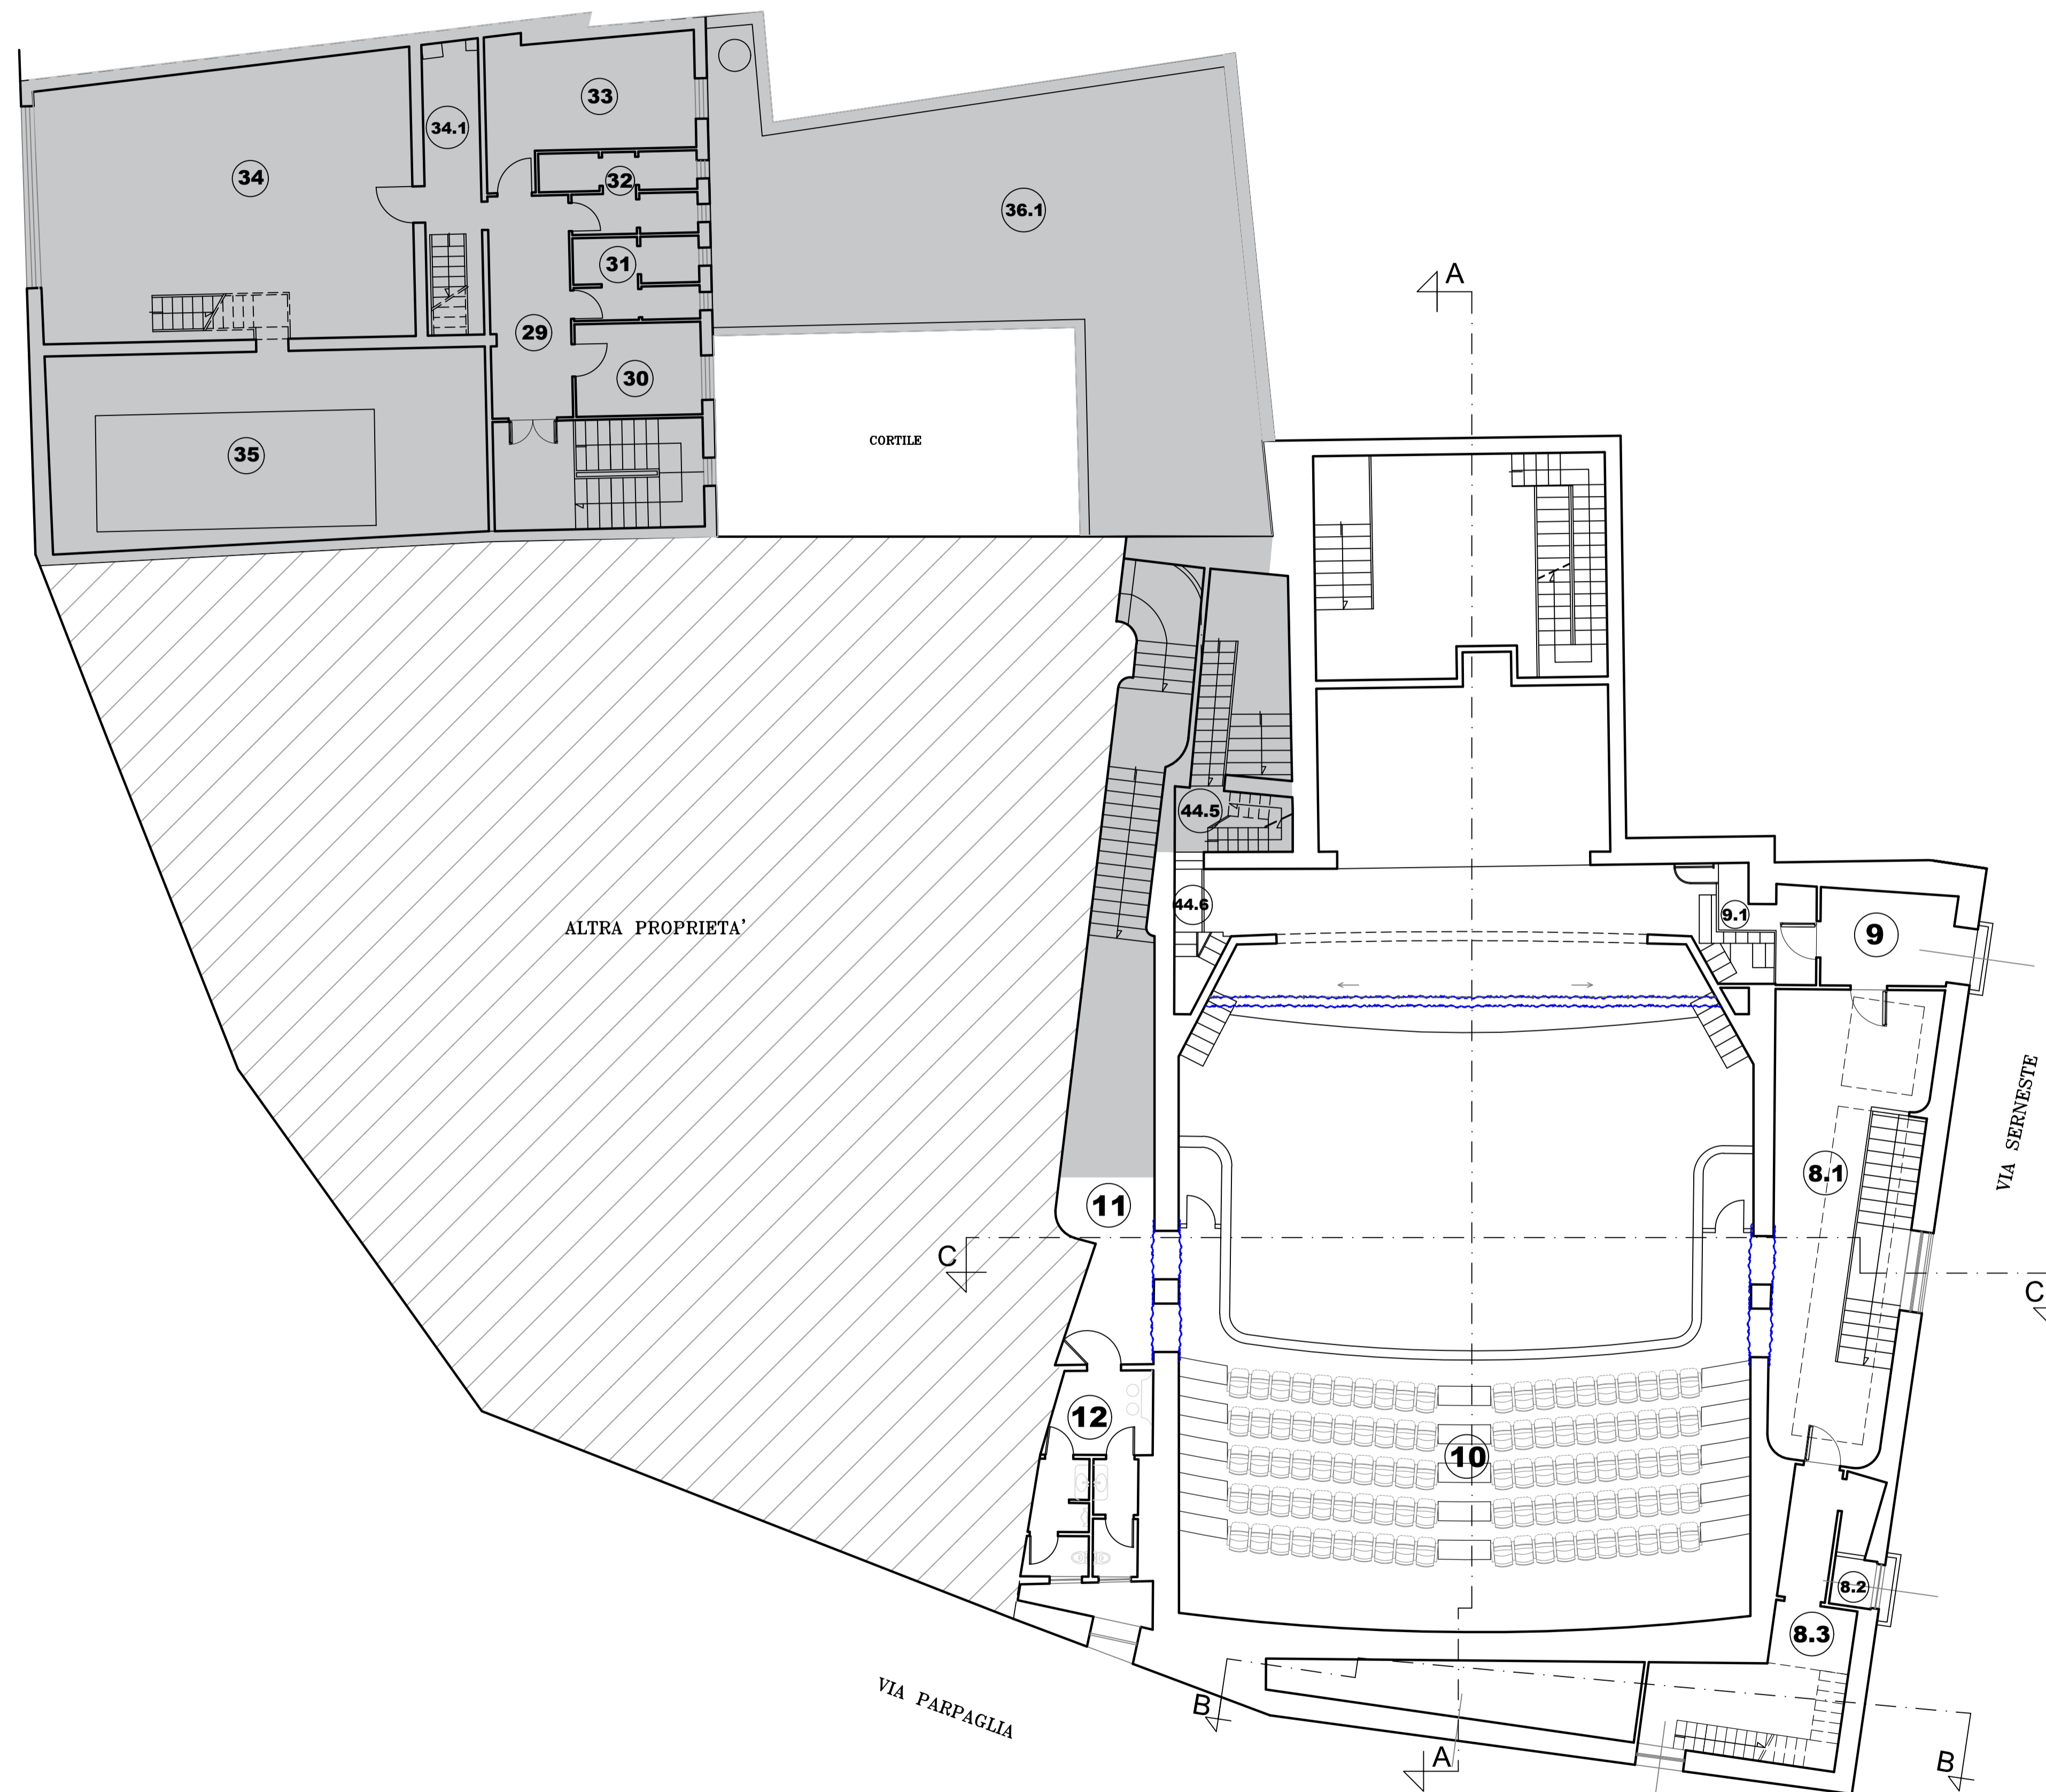 33
34.1
34
32
36.1
31
A
29
30
CORTILE
35
44.5
44.6
9.1
9
ALTRA PROPRIETA'
VIA SERNESTE
8.1
11
C
C
12
10
8.2
8.3
VIA PARPAGLIA
B
A
B